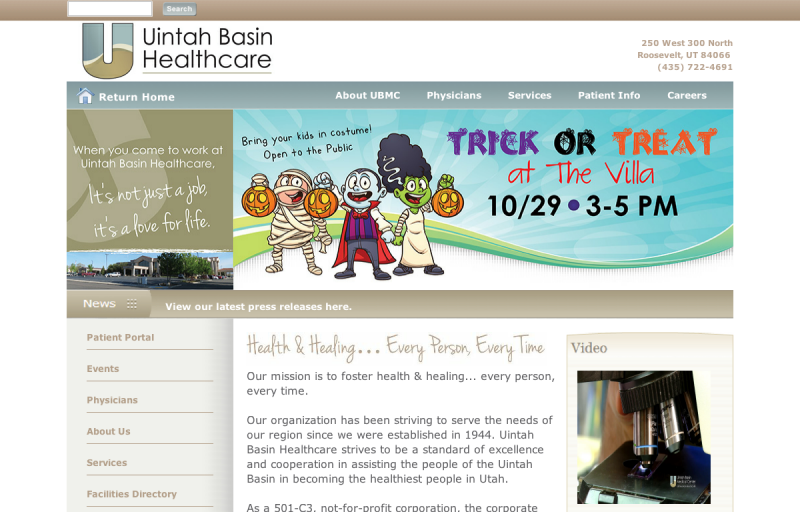 Search
Uintah Basin
Healthcare
250 West 300 North
Roosevelt, UT 84066
(435) 722-4691
Return Home
About UBMC
Physicians
Services
Patient Info
Careers
When you come to work at
Uintah Basin Healthcare,
It's not just a job,
it's a love for life.
Bring your kids in costume!
Open to the Public
TRICK OR TREAT
at The Villa
10/29 • 3-5 PM
News
View our latest press releases here.
Patient Portal
Events
Physicians
About Us
Services
Facilities Directory
Health & Healing... Every Person, Every Time
Our mission is to foster health & healing... every person,
every time.
Our organization has been striving to serve the needs of
our region since we were established in 1944. Uintah
Basin Healthcare strives to be a standard of excellence
and cooperation in assisting the people of the Uintah
Basin in becoming the healthiest people in Utah.
As a 501-C3, not-for-profit corporation, the corporate
Video